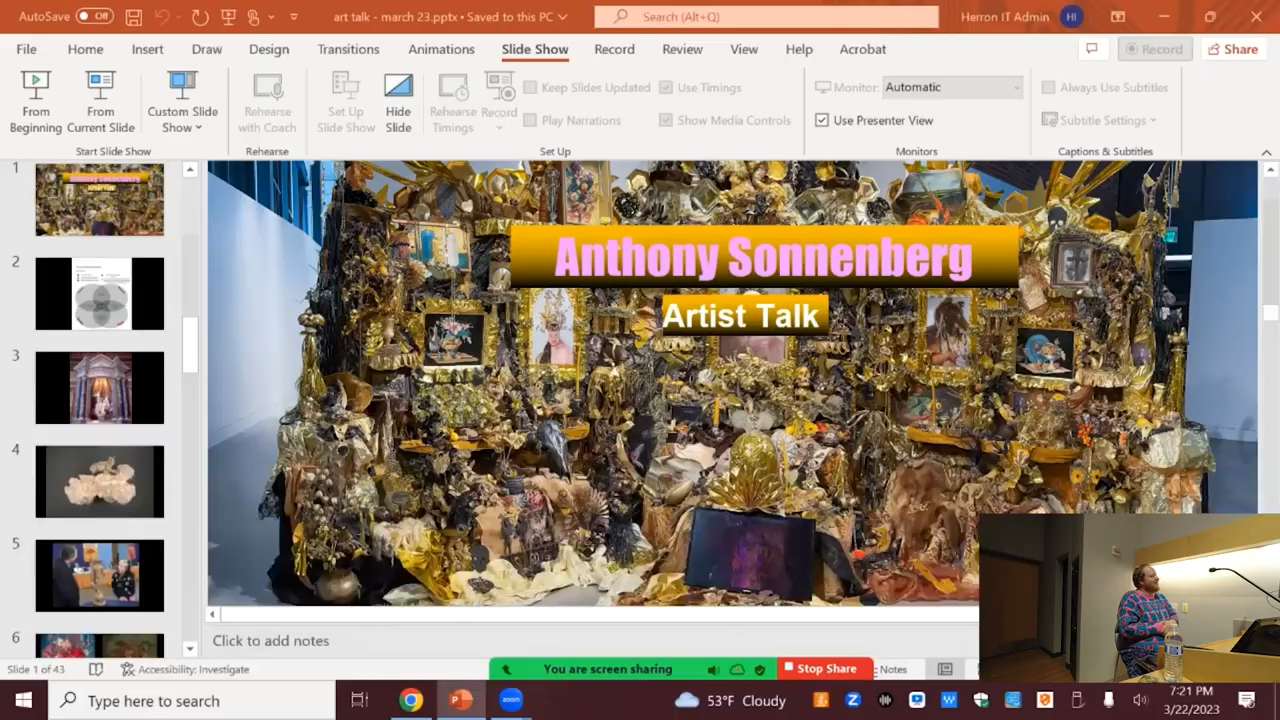 AutoSave Off
art talk - march 23.pptx • Saved to this PC
Search (Alt+Q)
Herron IT Admin HI
File Home Insert Draw Design Transitions Animations Slide Show Record Review View Help Acrobat
Record Share
From Beginning
From Current Slide
Custom Slide Show
Rehearse with Coach
Set Up Slide Show
Hide Slide
Rehearse Timings
Record
Keep Slides Updated
Use Timings
Play Narrations
Show Media Controls
Monitor: Automatic
Use Presenter View
Always Use Subtitles
Subtitle Settings
Start Slide Show Rehearse Set Up Monitors Captions & Subtitles
1
2
3
4
5
6
Anthony Sonnenberg
Artist Talk
Click to add notes
Slide 1 of 43
Accessibility: Investigate
You are screen sharing
Stop Share
Notes
Type here to search
53°F Cloudy
7:21 PM
3/22/2023